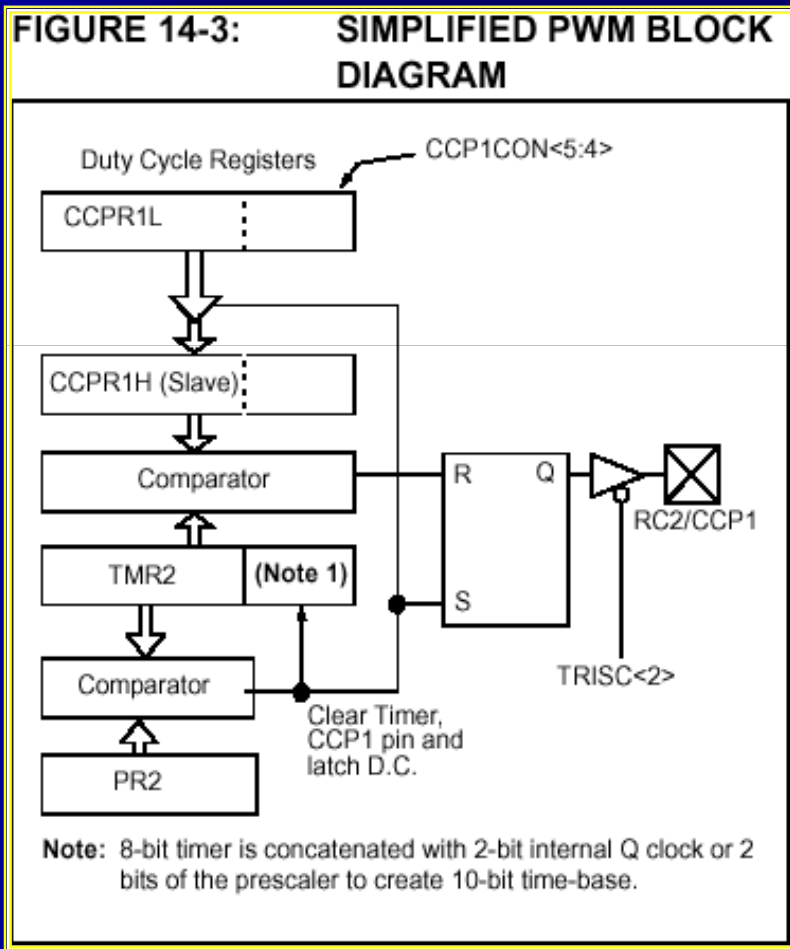 FIGURE 14-3: SIMPLIFIED PWM BLOCK
DIAGRAM
Duty Cycle Registers
CCP1CON<5:4>
CCPR1L
CCPR1H (Slave)
Comparator
R Q
RC2/CCP1
TMR2
(Note 1)
S
TRISC<2>
Comparator
Clear Timer,
CCP1 pin and
latch D.C.
PR2
Note: 8-bit timer is concatenated with 2-bit internal Q clock or 2
bits of the prescaler to create 10-bit time-base.